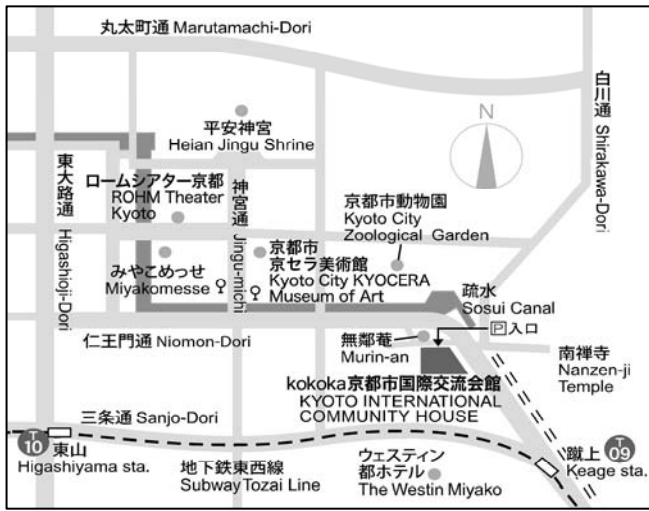 丸太町通 Marutamachi-Dori
白川通 Shirakawa-Dori
N
平安神宮
Heian Jingu Shrine
東大路通 Higashioji-Dori
ロームシアター京都
ROHM Theater
Kyoto
神宮通 Jingu-michi
京都市動物園
Kyoto City
Zoological Garden
みやこめっせ
Miyakomesse
京都市
京セラ美術館
Kyoto City KYOCERA
Museum of Art
疏水
Sosui Canal
P入口
仁王門通 Niomon-Dori
無鄰菴
Murin-an
南禅寺
Nanzen-ji
Temple
kokoka京都市国際交流会館
KYOTO INTERNATIONAL
COMMUNITY HOUSE
三条通 Sanjo-Dori
T
10
東山
Higashiyama sta.
地下鉄東西線
Subway Tozai Line
ウェスティン
都ホテル
The Westin Miyako
蹴上
Keage sta.
T
09